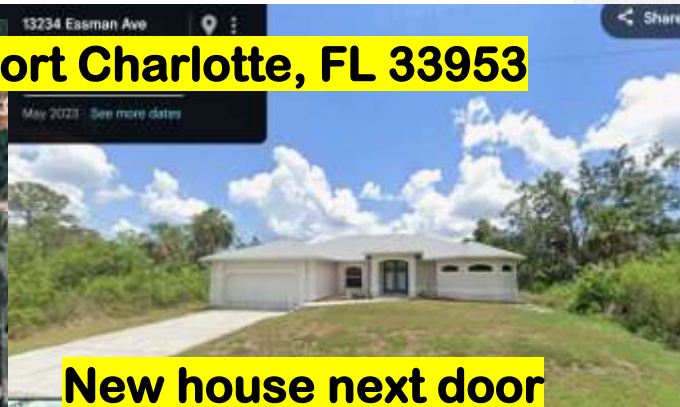 13234 Easman Ave
Share
ort Charlotte, FL 33953
May 2023 See more dates
New house next door